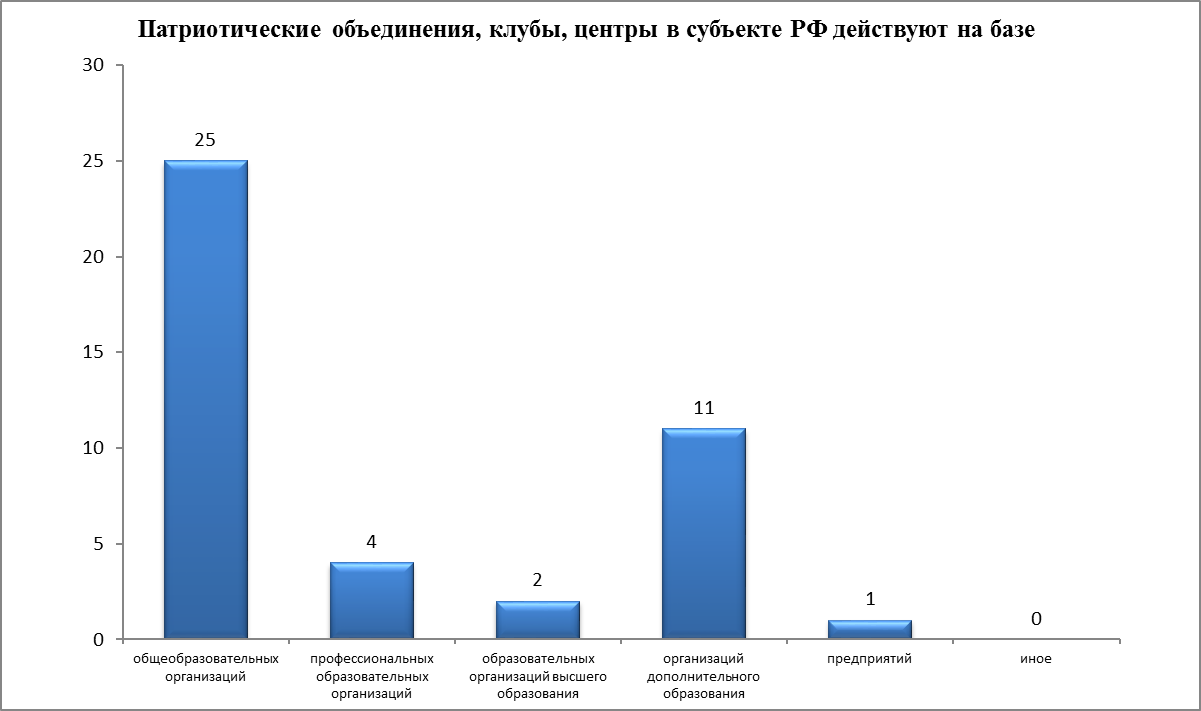 Патриотические объединения, клубы, центры в субъекте РФ действуют на базе
30
25
20
15
10
5
0
25
4
2
11
1
0
общеобразовательных
организаций
профессиональных
образовательных
организаций
образовательных
организаций высшего
образования
организаций
дополнительного
образования
предприятий
иное